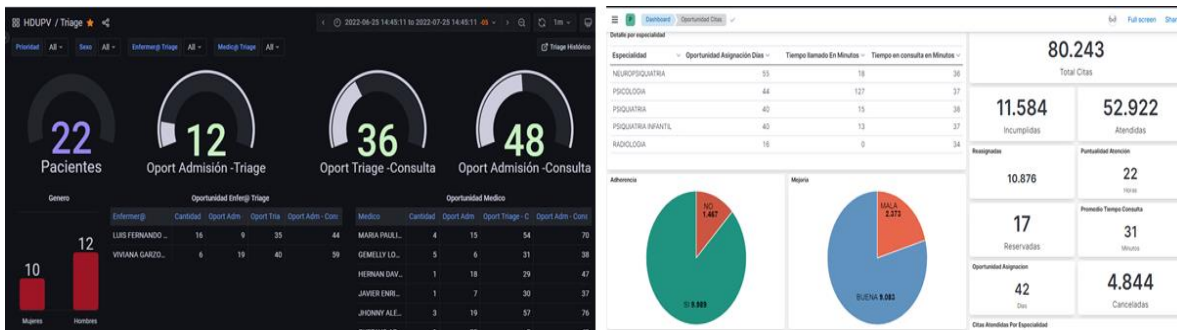 HDUPV / Triage
2022-06-25 14:45:11 to 2022-07-25 14:45:11 -03
1m
Prioridad All
Sexo All
Enfermer@ Triage All
Medic@ Triage All
Triage Histórico
22
Pacientes
12
Oport Admisión -Triage
36
Oport Triage -Consulta
48
Oport Admisión -Consulta
Genero
12
10
Mujeres Hombres
Oportunidad Enfer@ Triage
Enfermer@ Cantidad Oport Adm Oport Tria Oport Adm - Con
LUIS FERNANDO ... 16 9 35 44
VIVIANA GARZO... 6 19 40 59
Oportunidad Medico
Medico Cantidad Oport Adm Oport Triage - C Oport Adm - Cons
MARIA PAULI... 4 15 54 70
GEMELLY LO... 5 6 31 38
HERNAN DAV... 1 18 29 47
JAVIER ENRI... 1 7 30 37
JHONNY ALE... 3 19 57 76
P Dashboard Oportunidad Citas
Full screen Shar
Detalle por especialidad
Especialidad Oportunidad Asignación Días Tiempo llamado En Minutos Tiempo en consulta en Minutos
NEUROPSIQUIATRIA 55 18 36
PSICOLOGIA 44 127 37
PSIQUIATRIA 40 15 38
PSIQUIATRIA INFANTIL 40 13 37
RADIOLOGIA 16 0 34
Adherencia
NO
1.467
SI 9.989
Mejoria
MALA
2.373
BUENA 9.083
80.243
Total Citas
11.584
Incumplidas
52.922
Atendidas
Reasignadas
10.876
Puntualidad Atención
22
Horas
17
Reservadas
Promedio Tiempo Consulta
31
Minutos
Oportunidad Asignacion
42
Dias
4.844
Canceladas
Citas Atendidas Por Especialidad